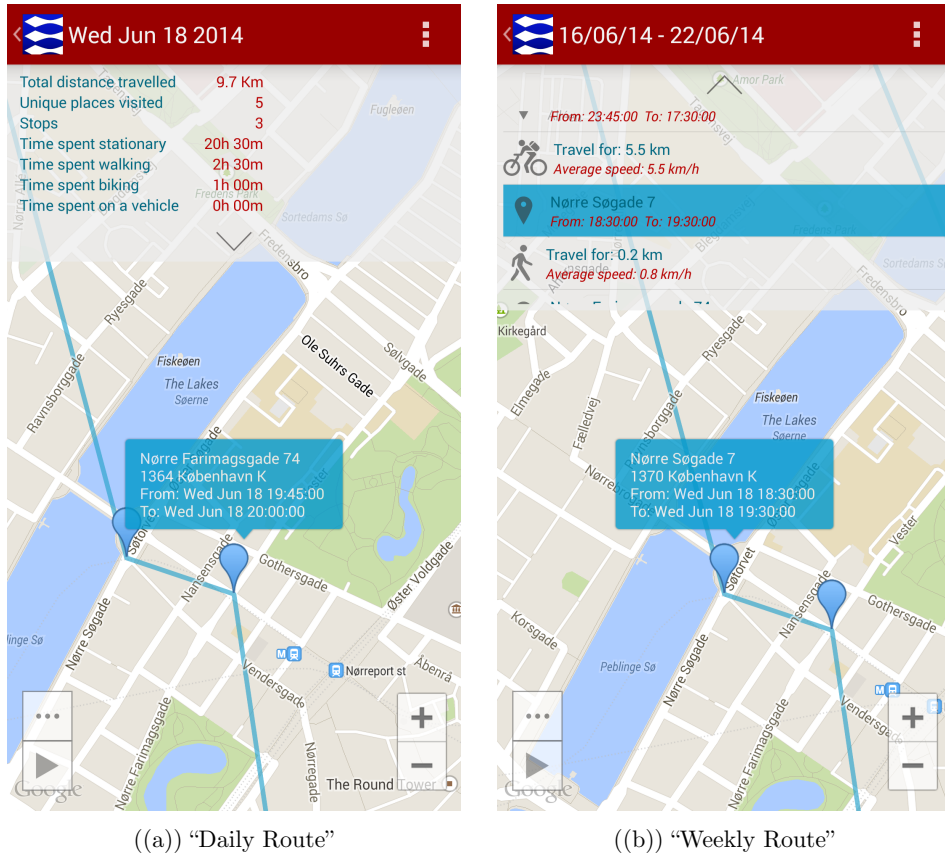 Wed Jun 18 2014
Total distance travelled 9.7 Km
Unique places visited 5
Stops 3
Time spent stationary 20h 30m
Time spent walking 2h 30m
Time spent biking 1h 00m
Time spent on a vehicle 0h 00m
Fugleøen
Fredens Park
Sortedams Sø
Fredensbro
Ryesgade
Ole Suhrs Gade
Sølvgade
Ravnsborggade
Fiskeøen
The Lakes
Søerne
Nørre Farimagsgade 74
1364 København K
From: Wed Jun 18 19:45:00
To: Wed Jun 18 20:00:00
Søtorvet
Nansensgade
Gothersgade
Øster Voldgade
Nørre Søgade
M
Nørreport st
Åbenrå
Vendersgade
Nørre Farimagsgade
Nørregade
The Round Tower
Google
((a)) “Daily Route”
16/06/14 - 22/06/14
Amor Park
From: 23:45:00 To: 17:30:00
Travel for: 5.5 km
Average speed: 5.5 km/h
Nørre Søgade 7
From: 18:30:00 To: 19:30:00
Travel for: 0.2 km
Average speed: 0.8 km/h
Fredens Park
Sortedams Sø
Fredensbro
Kirkegård
Ryesgade
Elmegade
Fælledvej
Fiskeøen
The Lakes
Søerne
Nørre Søgade 7
1370 København K
From: Wed Jun 18 18:30:00
To: Wed Jun 18 19:30:00
Vester
Søtorvet
Nansensgade
Gothersgade
Korsgade
Peblinge Sø
Nørre Søgade
M
Vendersgade
Nørre Farimagsgade
Google
((b)) “Weekly Route”